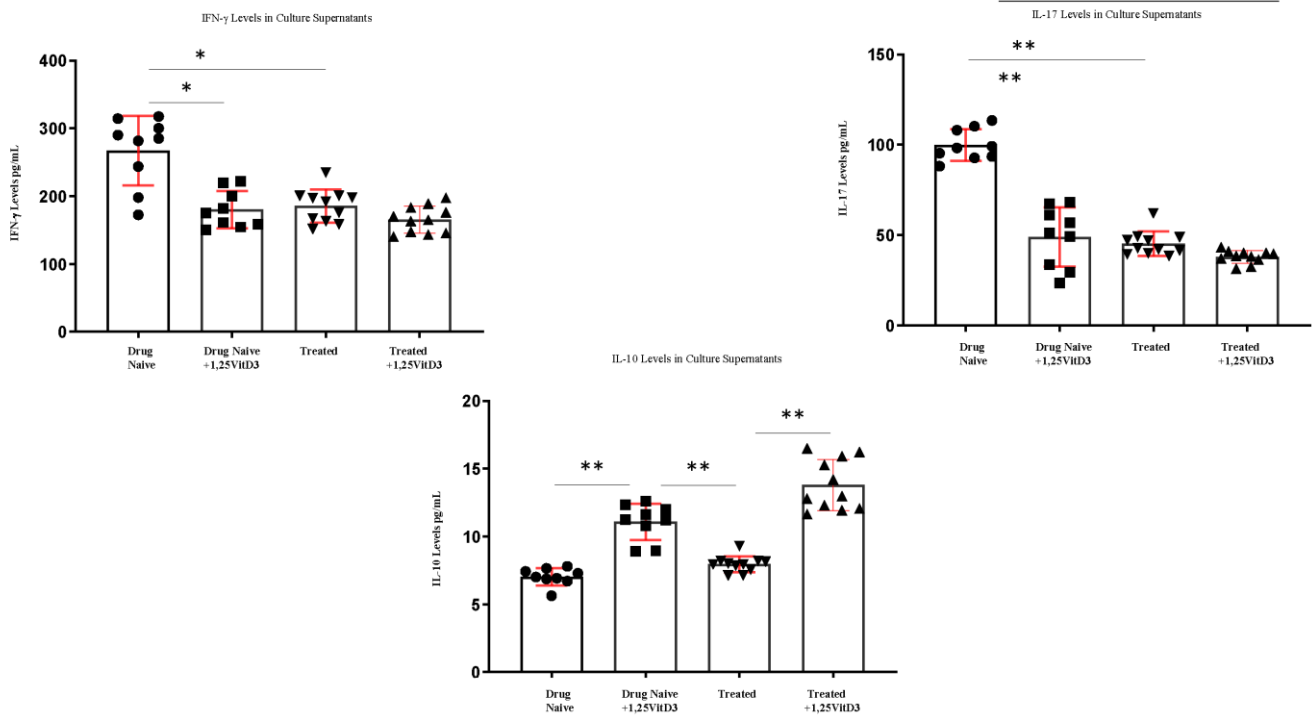 IFN-γ Levels in Culture Supernatants
IFN-γ Levels pg/mL
400
300
200
100
0
*
*
Drug
Naive
Drug Naive
+1,25VitD3
Treated
Treated
+1,25VitD3
IL-17 Levels in Culture Supernatants
IL-17 Levels pg/mL
150
100
50
0
**
**
Drug
Naive
Drug Naive
+1,25VitD3
Treated
Treated
+1,25VitD3
IL-10 Levels in Culture Supernatants
IL-10 Levels pg/mL
20
15
10
5
0
**
**
**
Drug
Naive
Drug Naive
+1,25VitD3
Treated
Treated
+1,25VitD3